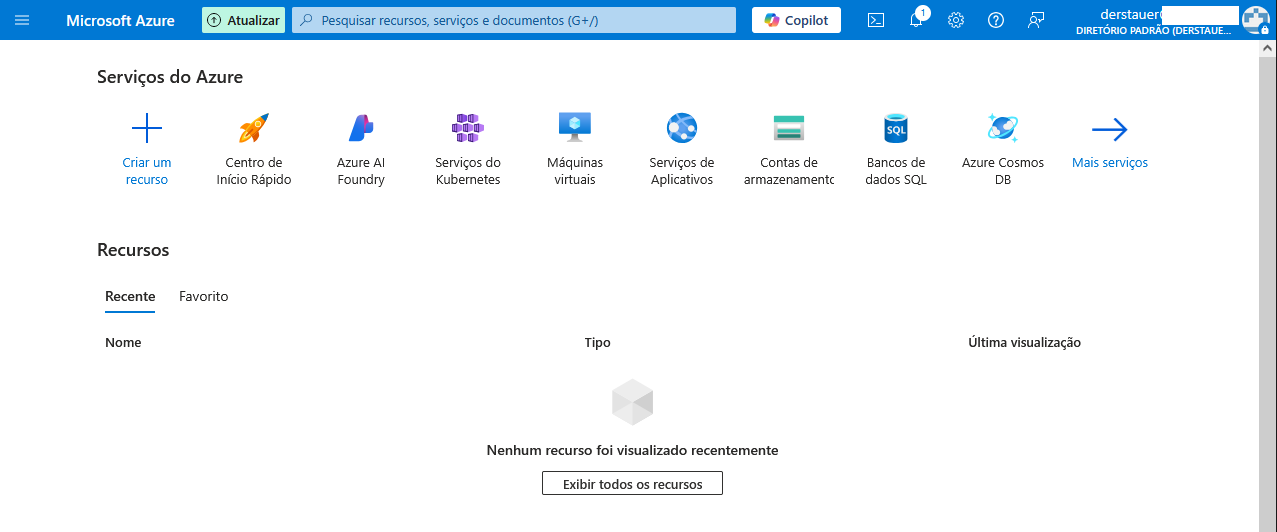 Microsoft Azure
Atualizar
Pesquisar recursos, serviços e documentos (G+/)
Copilot
1
derstauer
DIRETÓRIO PADRÃO (DERSTAUE...
Serviços do Azure
Criar um
recurso
Centro de
Início Rápido
Azure AI
Foundry
Serviços do
Kubernetes
Máquinas
virtuais
Serviços de
Aplicativos
Contas de
armazenamento
SQL
Bancos de
dados SQL
Azure Cosmos
DB
Mais serviços
Recursos
Recente
Favorito
Nome
Tipo
Última visualização
Nenhum recurso foi visualizado recentemente
Exibir todos os recursos